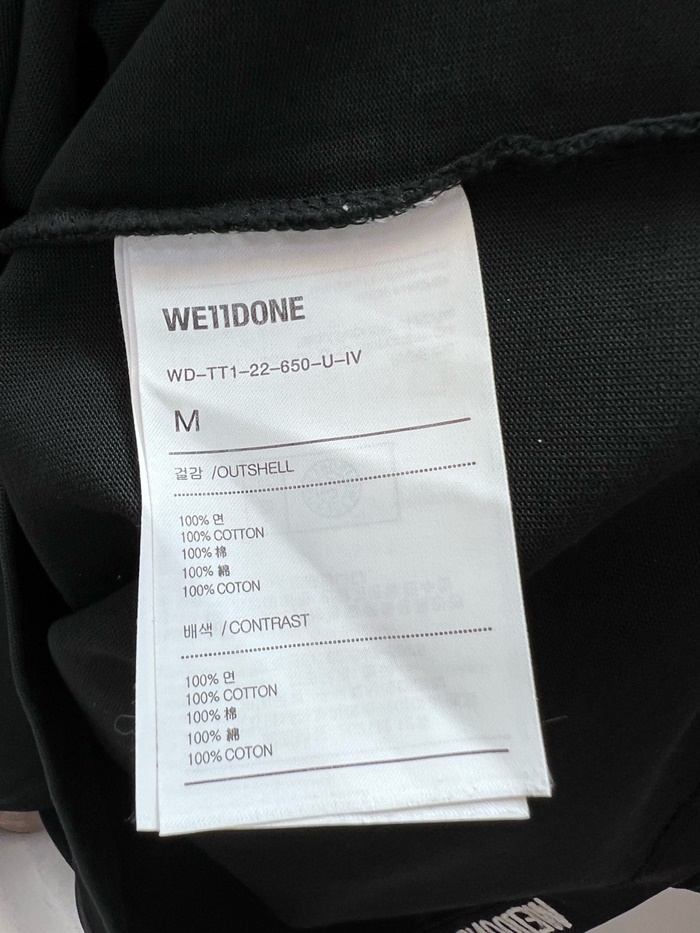 WE11DONE
WD-TT1-22-650-U-IV
M
겉감 /OUTSHELL
100% 면
100% COTTON
100% 棉
100% 綿
100% COTON
배색 /CONTRAST
100% 면
100% COTTON
100% 棉
100% 綿
100% COTON